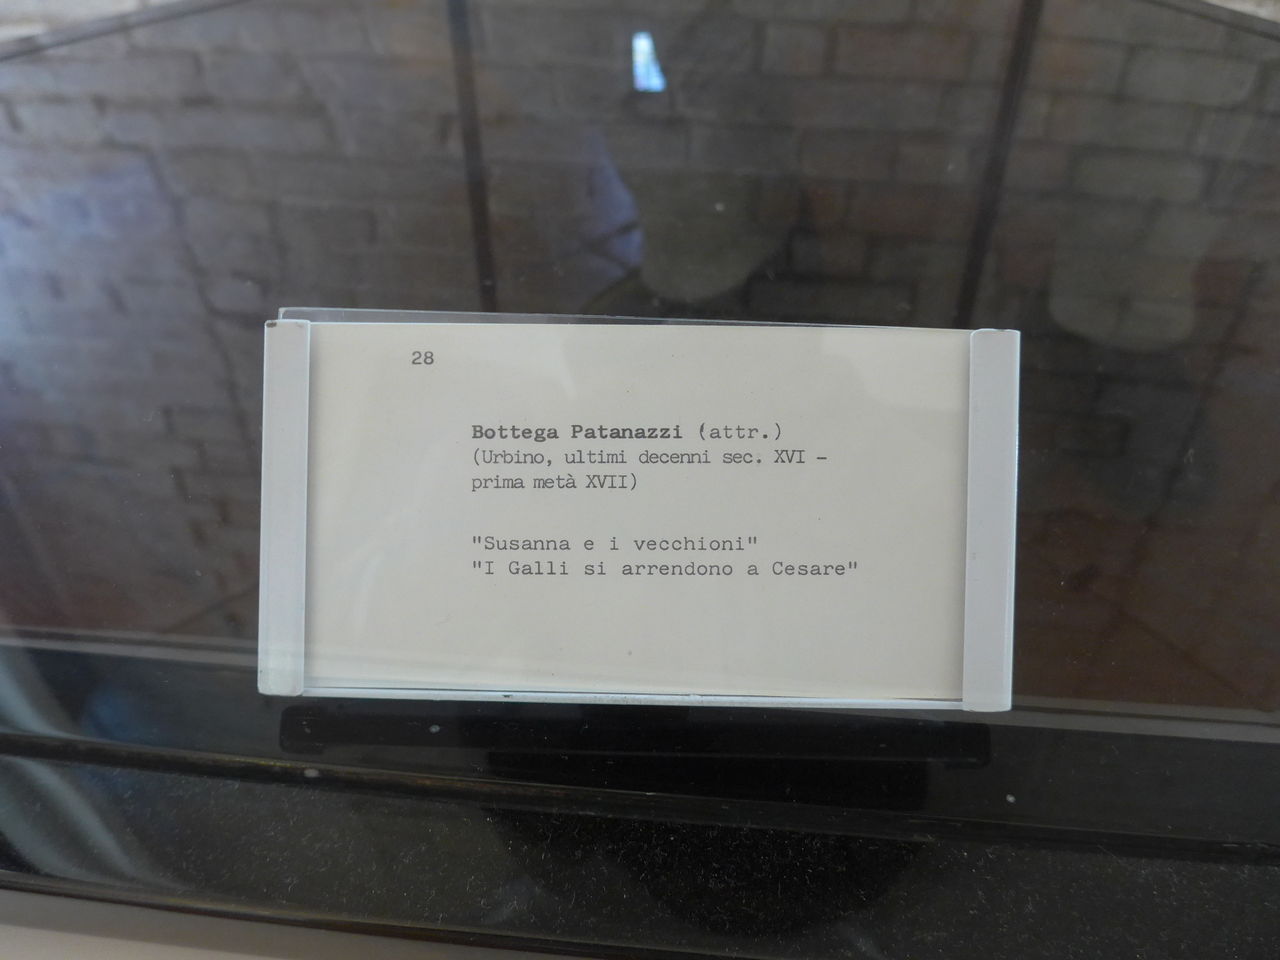 28
Bottega Patanazzi (attr.)
(Urbino, ultimi decenni sec. XVI -
prima metà XVII)
"Susanna e i vecchioni"
"I Galli si arrendono a Cesare"